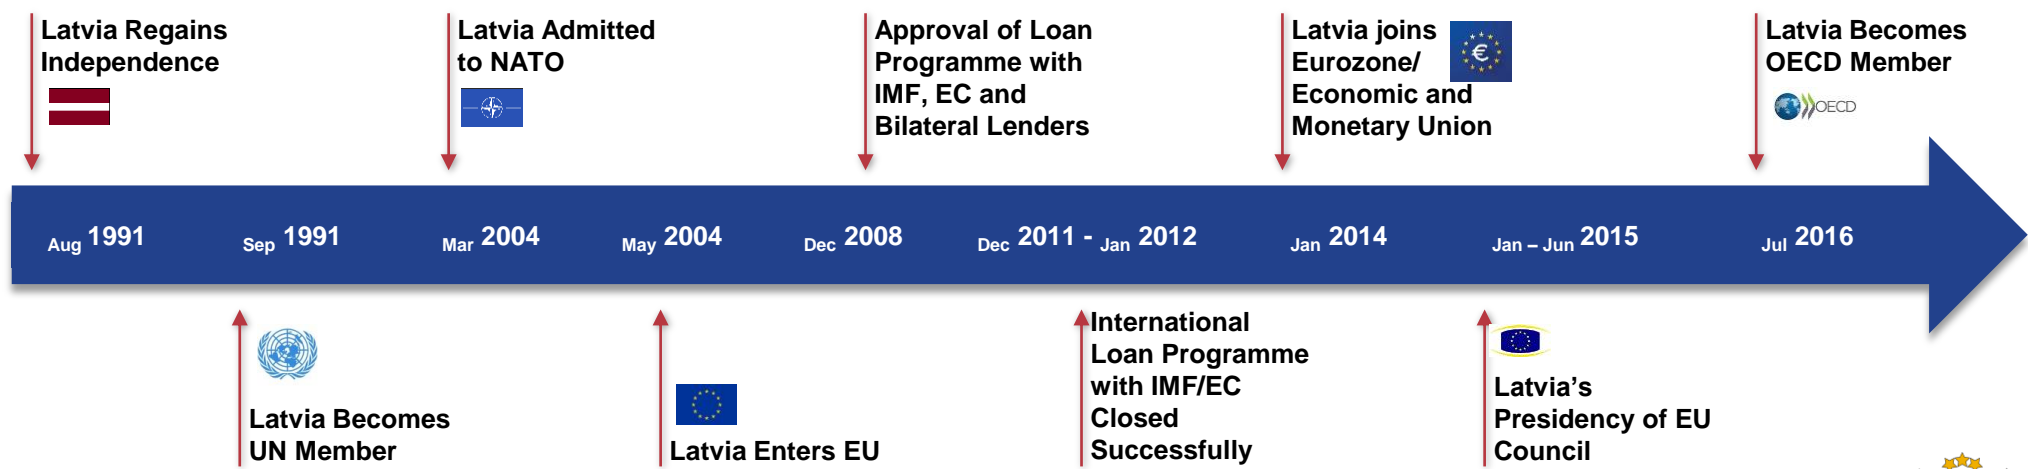 Latvia Regains
Independence
Latvia Admitted
to NATO
Approval of Loan
Programme with
IMF, EC and
Bilateral Lenders
Latvia joins
Eurozone/
Economic and
Monetary Union
€
Latvia Becomes
OECD Member
OECD
Aug 1991
Sep 1991
Mar 2004
May 2004
Dec 2008
Dec 2011 - Jan 2012
Jan 2014
Jan – Jun 2015
Jul 2016
Latvia Becomes
UN Member
Latvia Enters EU
International
Loan Programme
with IMF/EC
Closed
Successfully
Latvia’s
Presidency of EU
Council